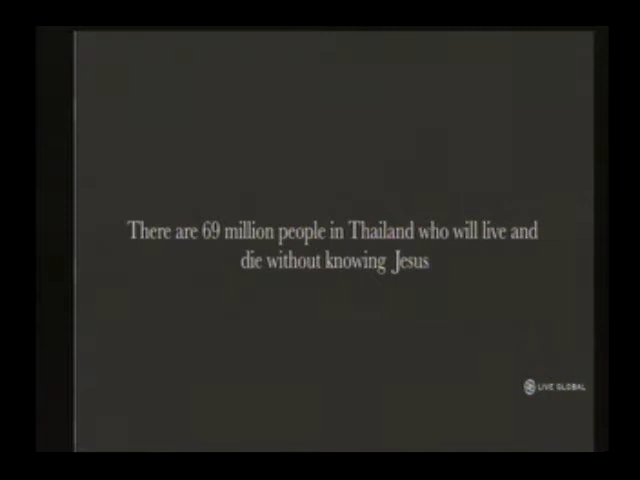 There are 69 million people in Thailand who will live and
die without knowing Jesus
LIVE GLOBAL